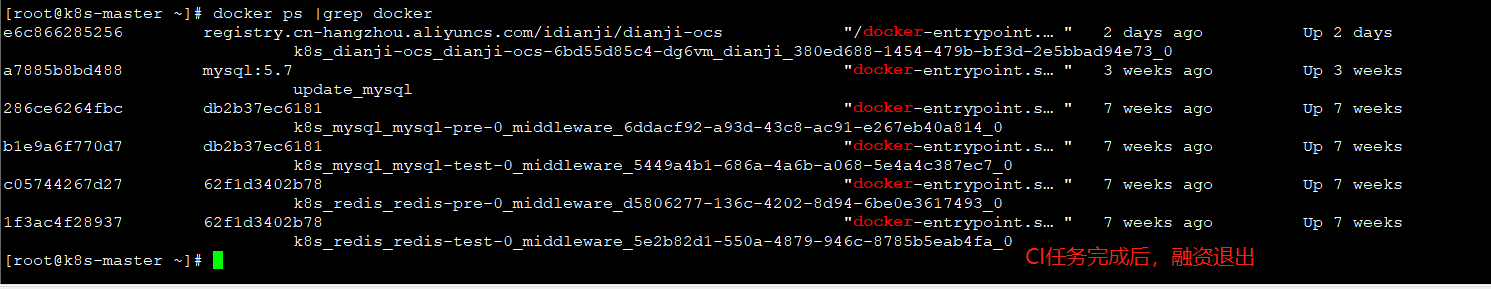 [root@k8s-master ~]# docker ps |grep docker
e6c866285256 registry.cn-hangzhou.aliyuncs.com/idianji/dianji-ocs "/docker-entrypoint.… " 2 days ago Up 2 days
k8s_dianji-ocs_dianji-ocs-6bd55d85c4-dg6vm_dianji_380ed688-1454-479b-bf3d-2e5bbad94e73_0
a7885b8bd488 mysql:5.7 "docker-entrypoint.s… " 3 weeks ago Up 3 weeks
update_mysql
286ce6264fbc db2b37ec6181 "docker-entrypoint.s… " 7 weeks ago Up 7 weeks
k8s_mysql_mysql-pre-0_middleware_6ddacf92-a93d-43c8-ac91-e267eb40a814_0
b1e9a6f770d7 db2b37ec6181 "docker-entrypoint.s… " 7 weeks ago Up 7 weeks
k8s_mysql_mysql-test-0_middleware_5449a4b1-686a-4a6b-a068-5e4a4c387ec7_0
c05744267d27 62f1d3402b78 "docker-entrypoint.s… " 7 weeks ago Up 7 weeks
k8s_redis_redis-pre-0_middleware_d5806277-136c-4202-8d94-6be0e3617493_0
1f3ac4f28937 62f1d3402b78 "docker-entrypoint.s… " 7 weeks ago Up 7 weeks
k8s_redis_redis-test-0_middleware_5e2b82d1-550a-4879-946c-8785b5eab4fa_0
CI任务完成后，融资退出
[root@k8s-master ~]#